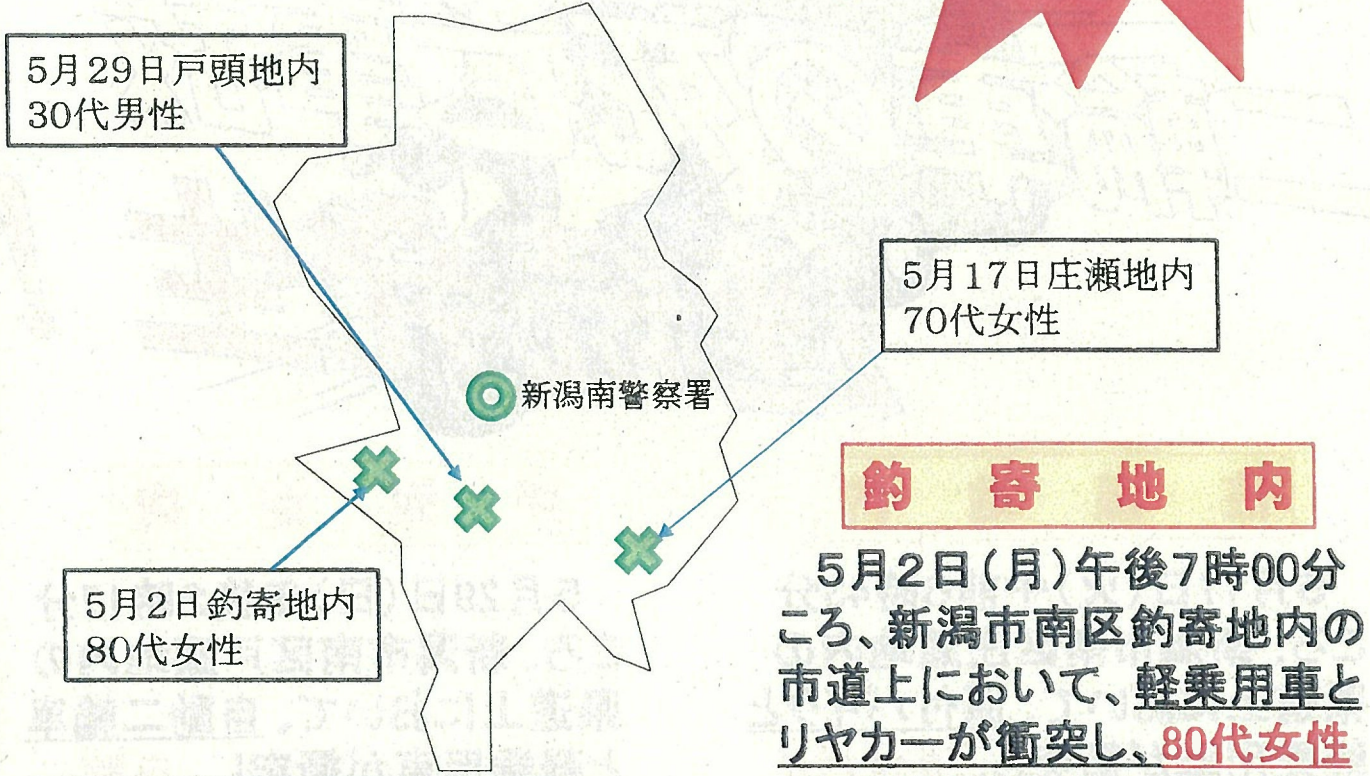 5月29日戸頭地内
30代男性
5月17日庄瀬地内
70代女性
新潟南警察署
5月2日釣寄地内
80代女性
釣寄地内
5月2日(月)午後7時00分
ころ、新潟市南区釣寄地内の
市道上において、軽乗用車と
リヤカーが衝突し、80代女性